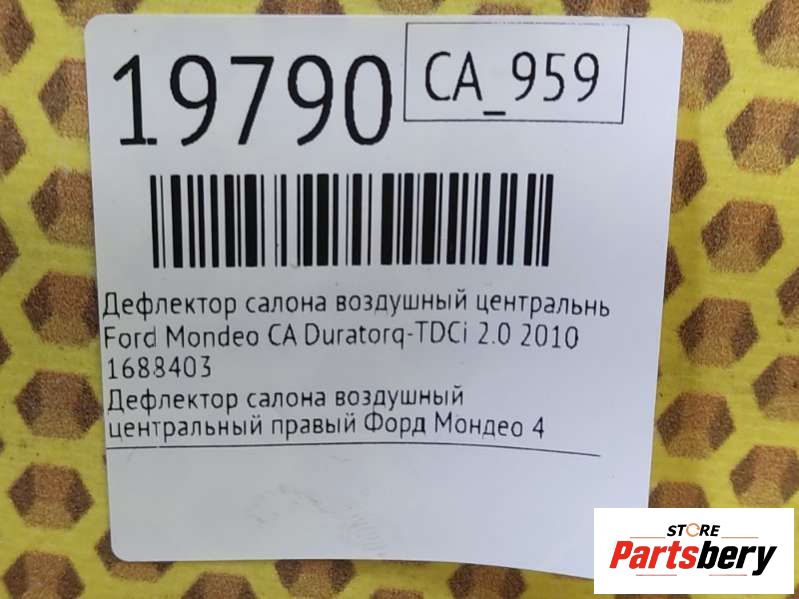 19790
CA_959
Дефлектор салона воздушный центральнь
Ford Mondeo CA Duratorq-TDCi 2.0 2010
1688403
Дефлектор салона воздушный
центральный правый Форд Мондео 4
STORE
Partsbery